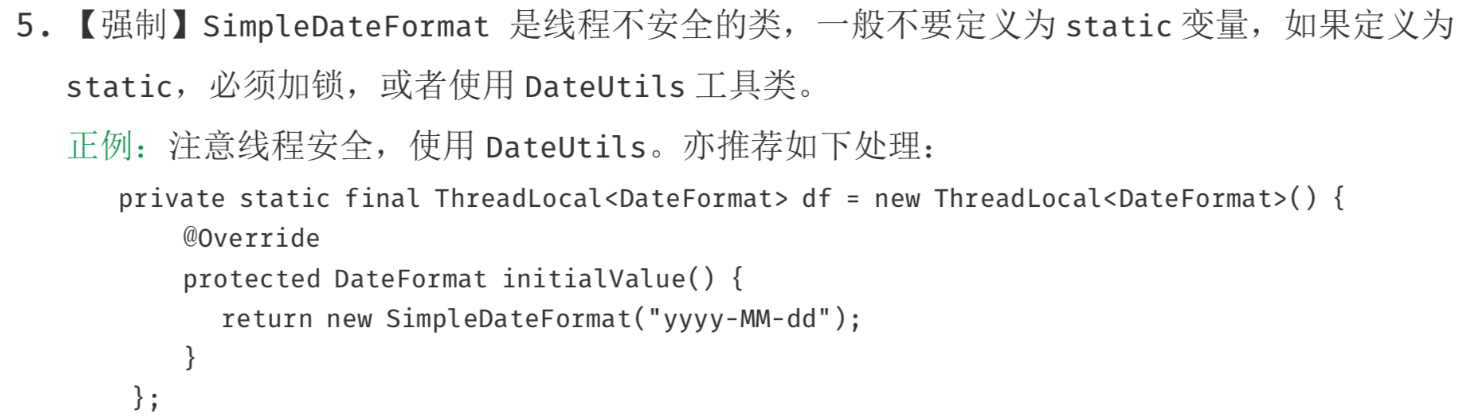 5.【强制】SimpleDateFormat 是线程不安全的类，一般不要定义为 static 变量，如果定义为
static，必须加锁，或者使用 DateUtils 工具类。
正例：注意线程安全，使用 DateUtils。亦推荐如下处理：
private static final ThreadLocal<DateFormat> df = new ThreadLocal<DateFormat>() {
@Override
protected DateFormat initialValue() {
return new SimpleDateFormat("yyyy-MM-dd");
}
};